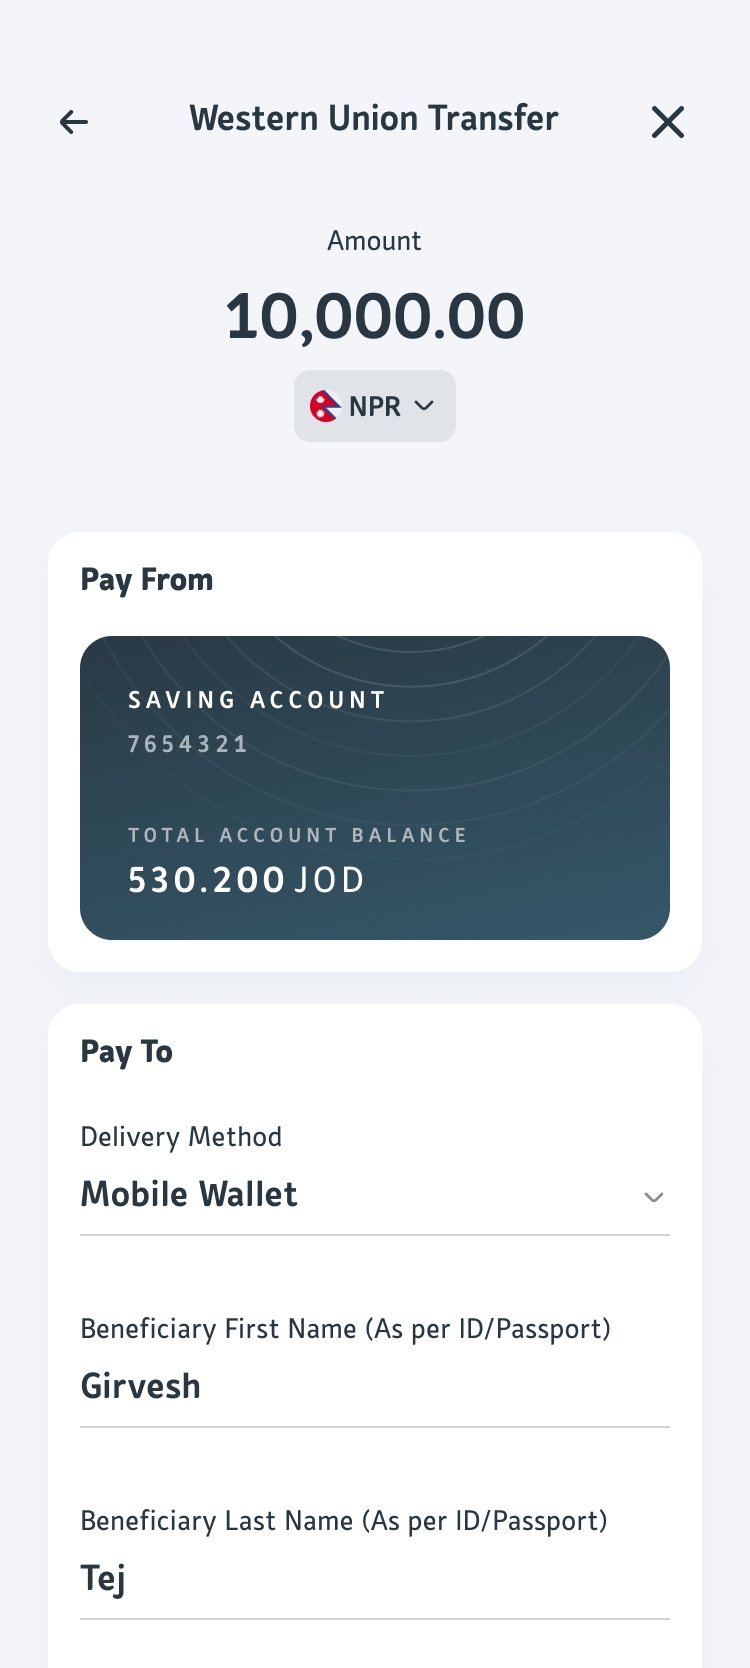 Western Union Transfer
Amount
10,000.00
NPR
Pay From
SAVING ACCOUNT
7654321
TOTAL ACCOUNT BALANCE
530.200 JOD
Pay To
Delivery Method
Mobile Wallet
Beneficiary First Name (As per ID/Passport)
Girvesh
Beneficiary Last Name (As per ID/Passport)
Tej